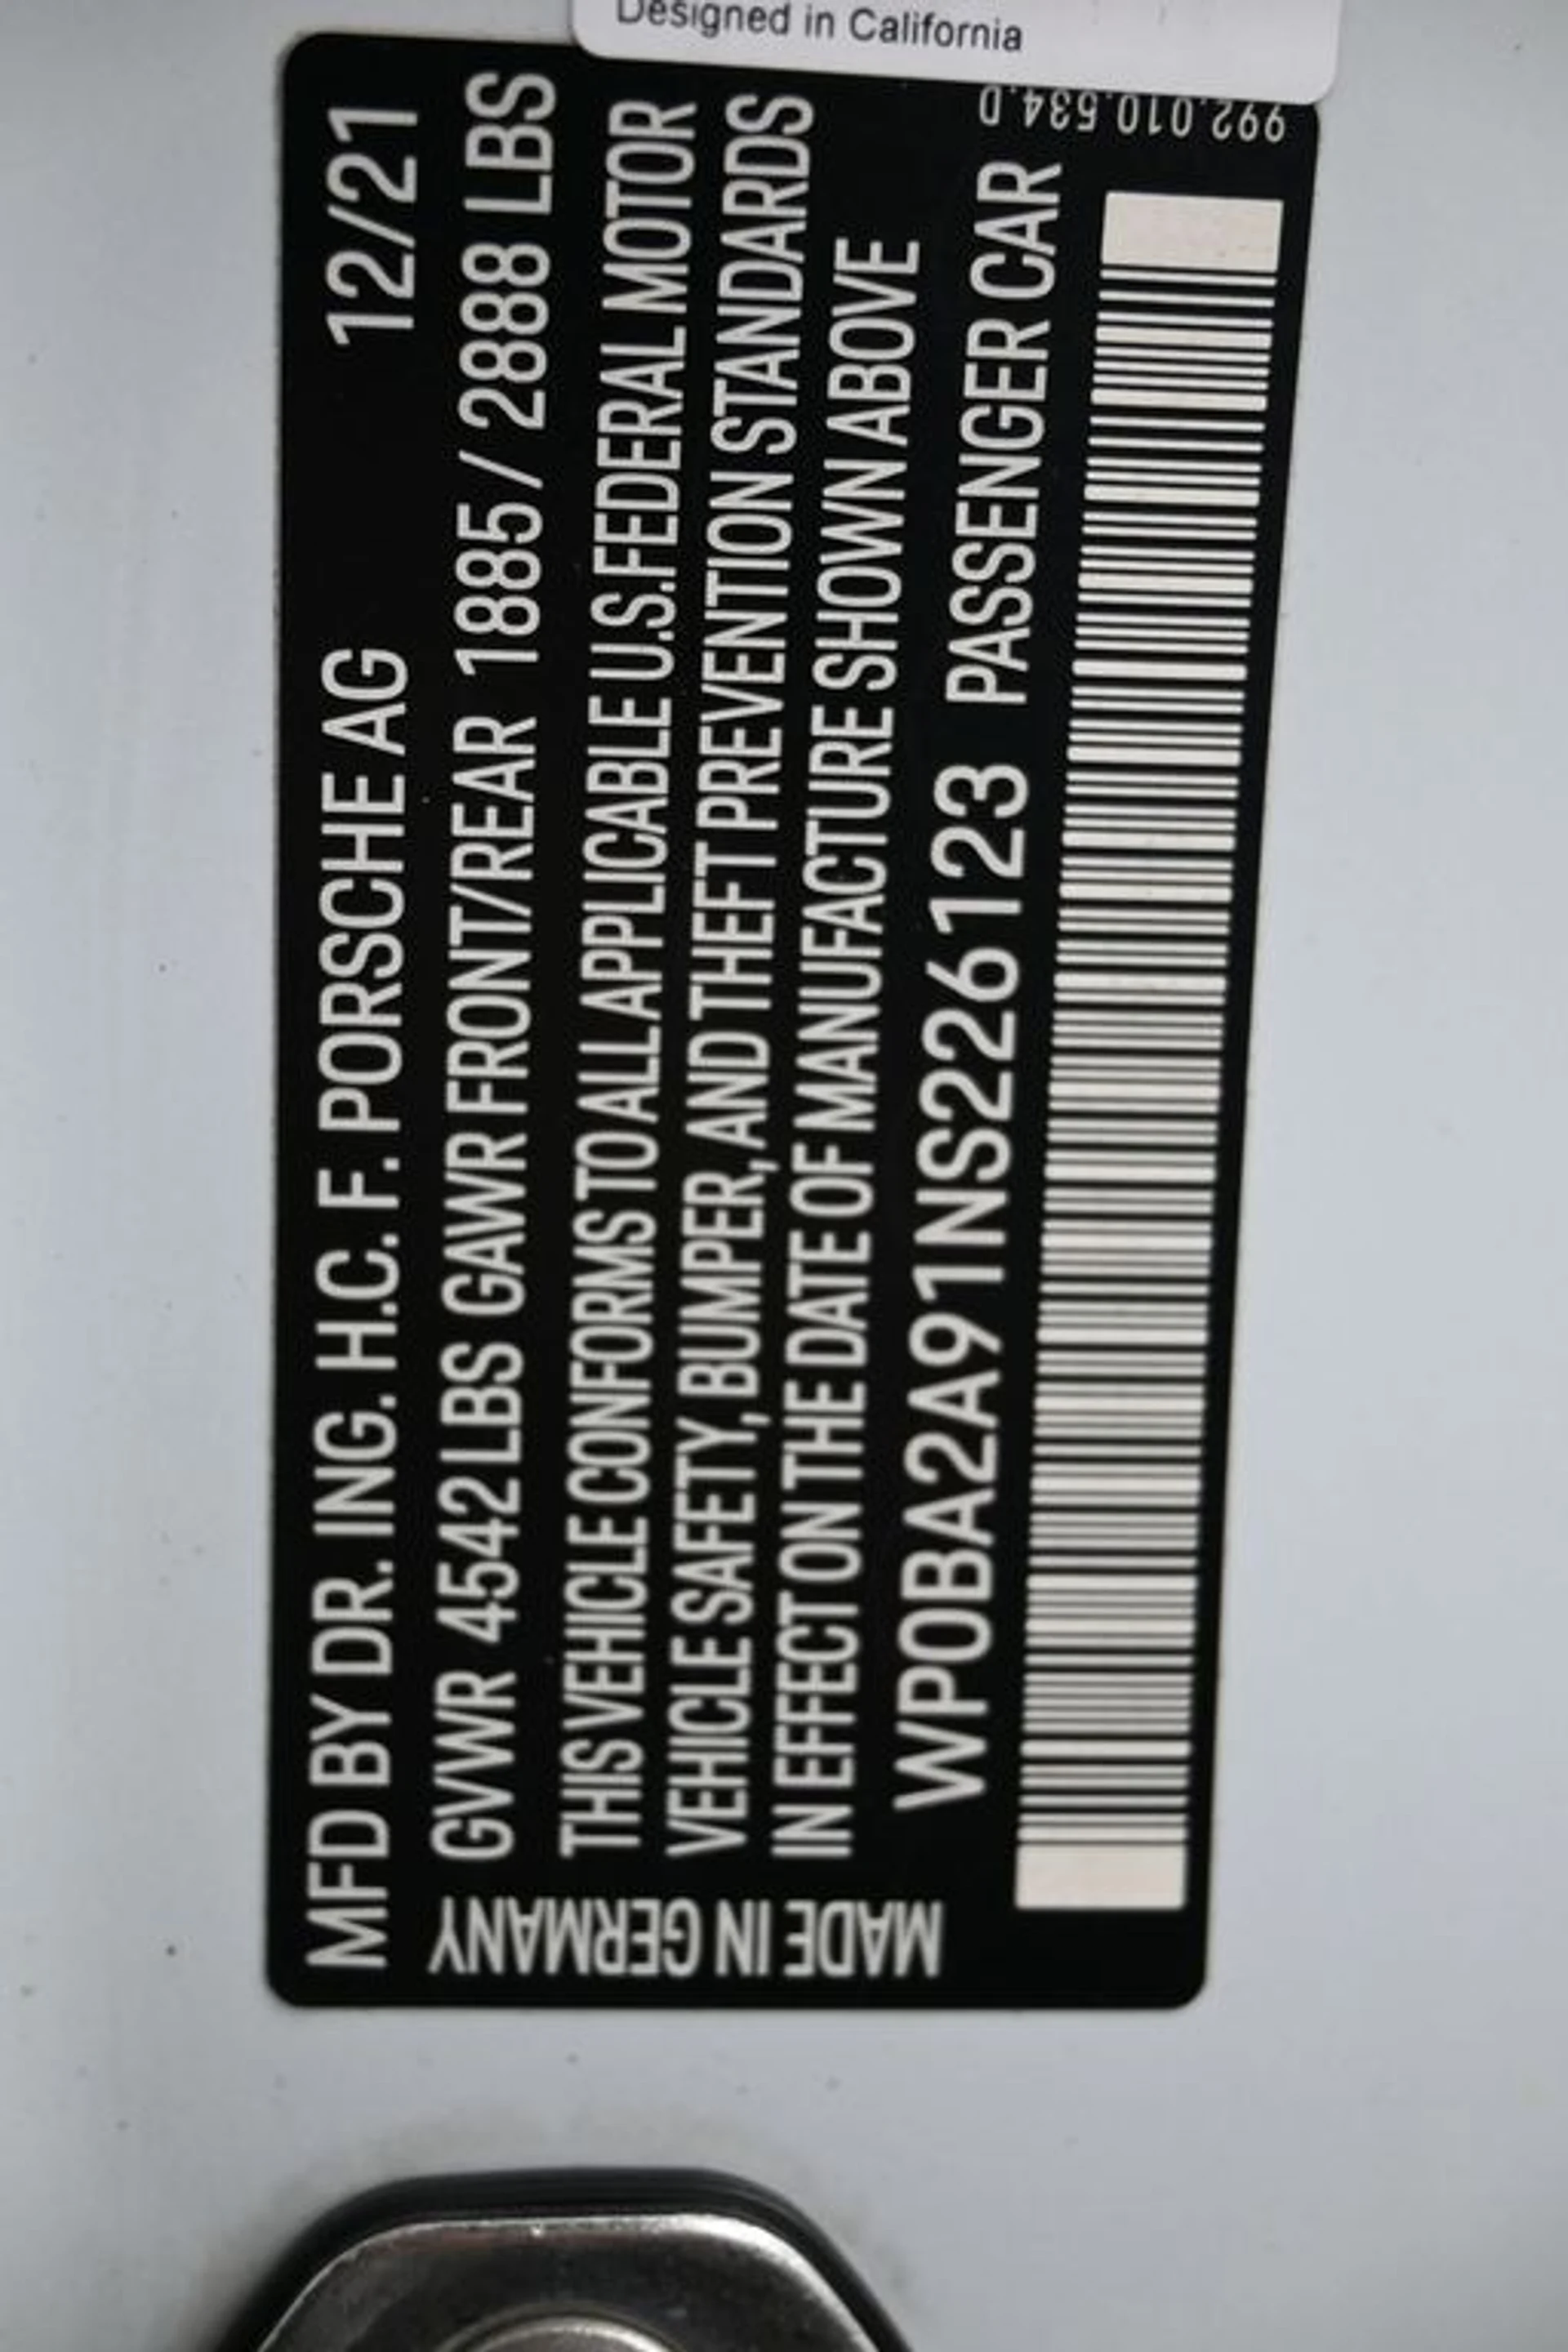 Designed in California
MFD BY DR. ING. H.C. F. PORSCHE AG 12/21
GVWR 4542 LBS GAWR FRONT/REAR 1885 / 2888 LBS
THIS VEHICLE CONFORMS TO ALL APPLICABLE U.S.FEDERAL MOTOR
VEHICLE SAFETY, BUMPER, AND THEFT PREVENTION STANDARDS
IN EFFECT ON THE DATE OF MANUFACTURE SHOWN ABOVE
WP0BA2A91NS226123 PASSENGER CAR
MADE IN GERMANY
992.010.534.D